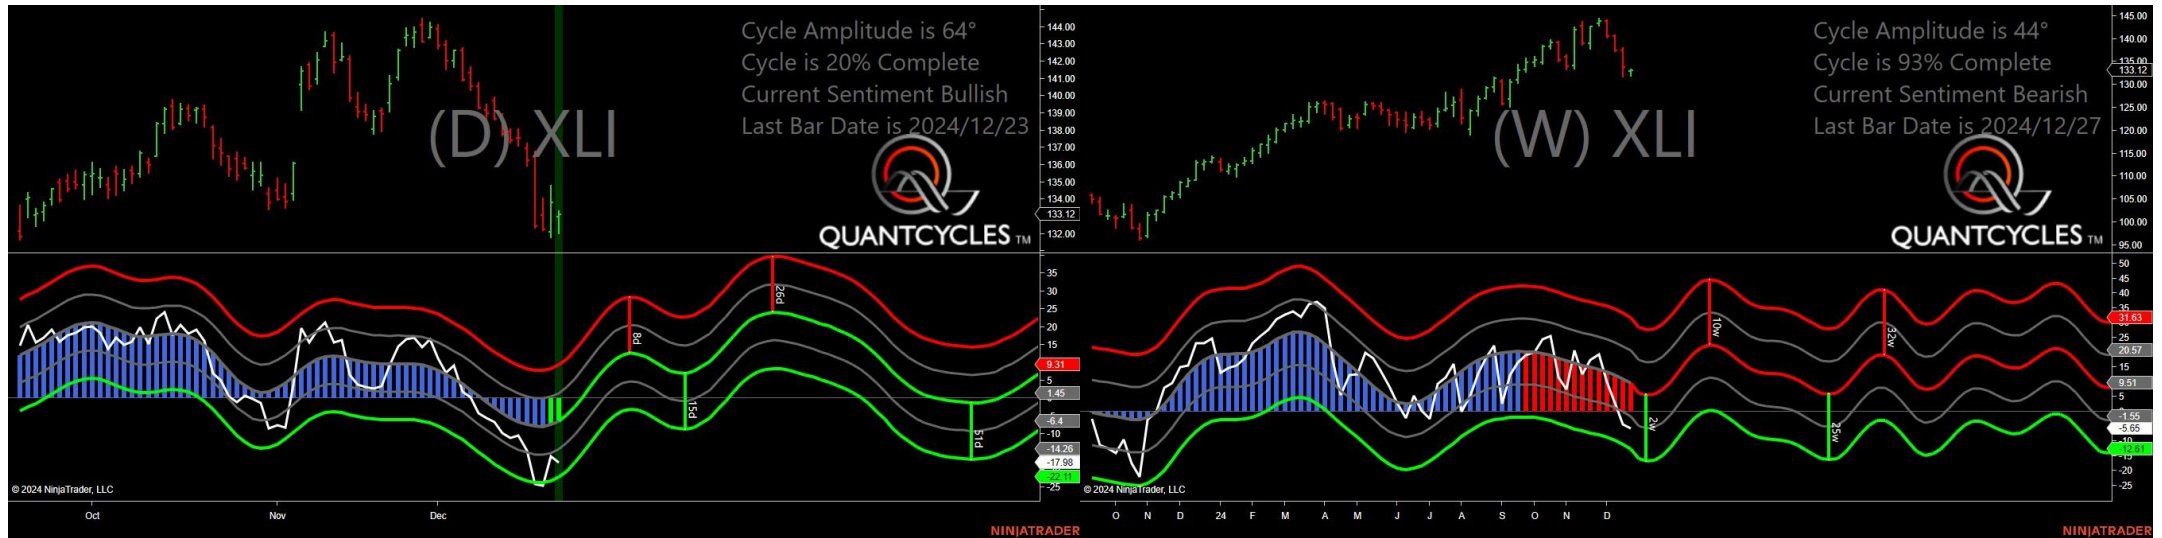 Cycle Amplitude is 64°
Cycle is 20% Complete
Current Sentiment Bullish
Last Bar Date is 2024/12/23
(D) XLI
QUANTCYCLES TM
144.00
143.00
142.00
141.00
140.00
139.00
138.00
137.00
136.00
135.00
134.00
133.12
132.00
35
30
25
20
15
9.31
5
1.45
-6.4
-10
-14.26
-17.98
-22.11
-25
8d
15d
26d
51d
© 2024 NinjaTrader, LLC
Oct
Nov
Dec
NINJATRADER
Cycle Amplitude is 44°
Cycle is 93% Complete
Current Sentiment Bearish
Last Bar Date is 2024/12/27
(W) XLI
QUANTCYCLES TM
145.00
140.00
135.00
133.12
130.00
125.00
120.00
115.00
110.00
105.00
100.00
95.00
50
45
40
35
31.63
25
20.57
15
9.51
5
-1.55
-5.65
-10
-12.61
-15
-20
-25
2w
10w
25w
32w
© 2024 NinjaTrader, LLC
O
N
D
24
F
M
A
M
J
J
A
S
O
N
D
NINJATRADER